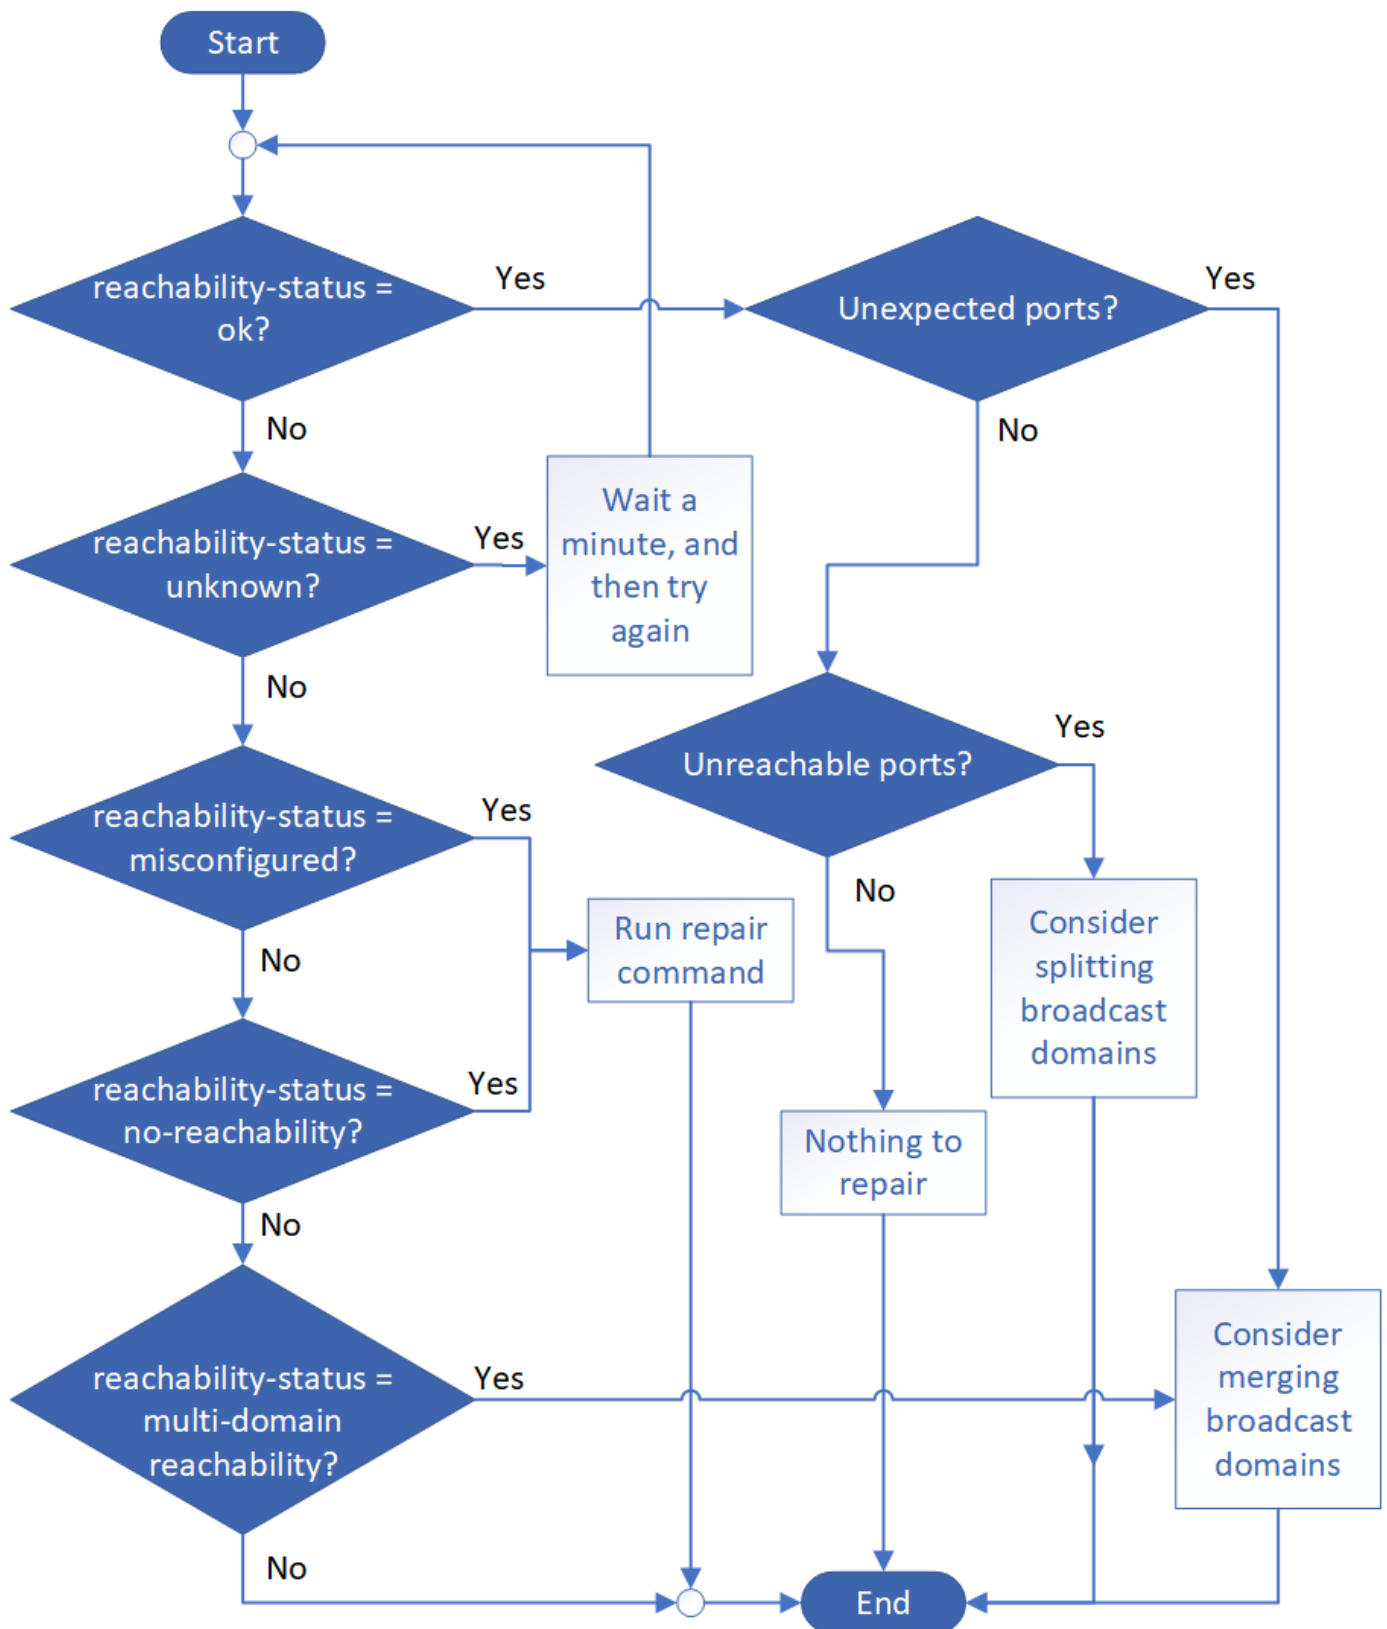 Start
reachability-status =
ok?
Yes
Unexpected ports?
Yes
No
No
Wait a
minute, and
then try
again
reachability-status =
unknown?
Yes
No
Unreachable ports?
Yes
reachability-status =
misconfigured?
Yes
No
No
Run repair
command
Consider
splitting
broadcast
domains
reachability-status =
no-reachability?
Yes
No
Nothing to
repair
reachability-status =
multi-domain
reachability?
Yes
Consider
merging
broadcast
domains
No
End